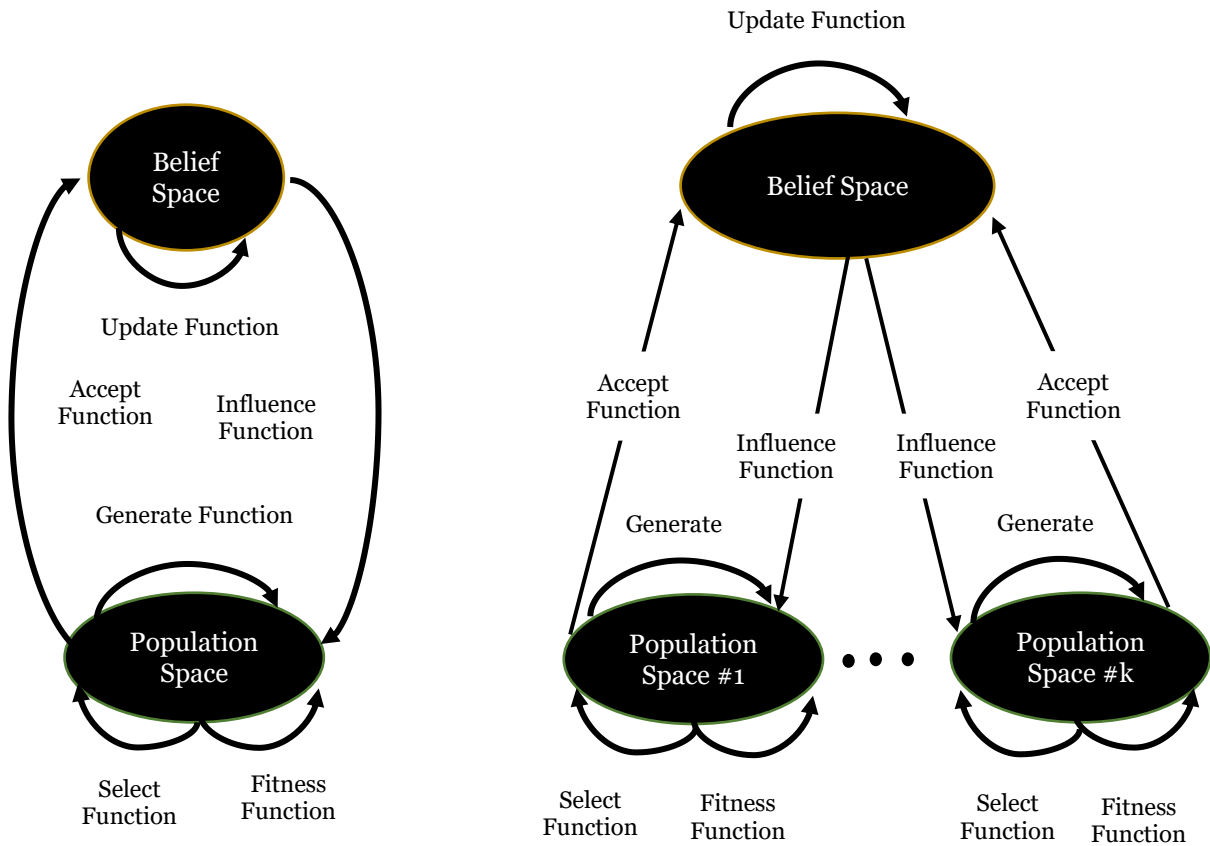 Belief
Space
Update Function
Accept
Function
Influence
Function
Generate Function
Population
Space
Select
Function
Fitness
Function
Update Function
Belief Space
Accept
Function
Influence
Function
Influence
Function
Accept
Function
Generate
Generate
Population
Space #1
Population
Space #k
Select
Function
Fitness
Function
Select
Function
Fitness
Function